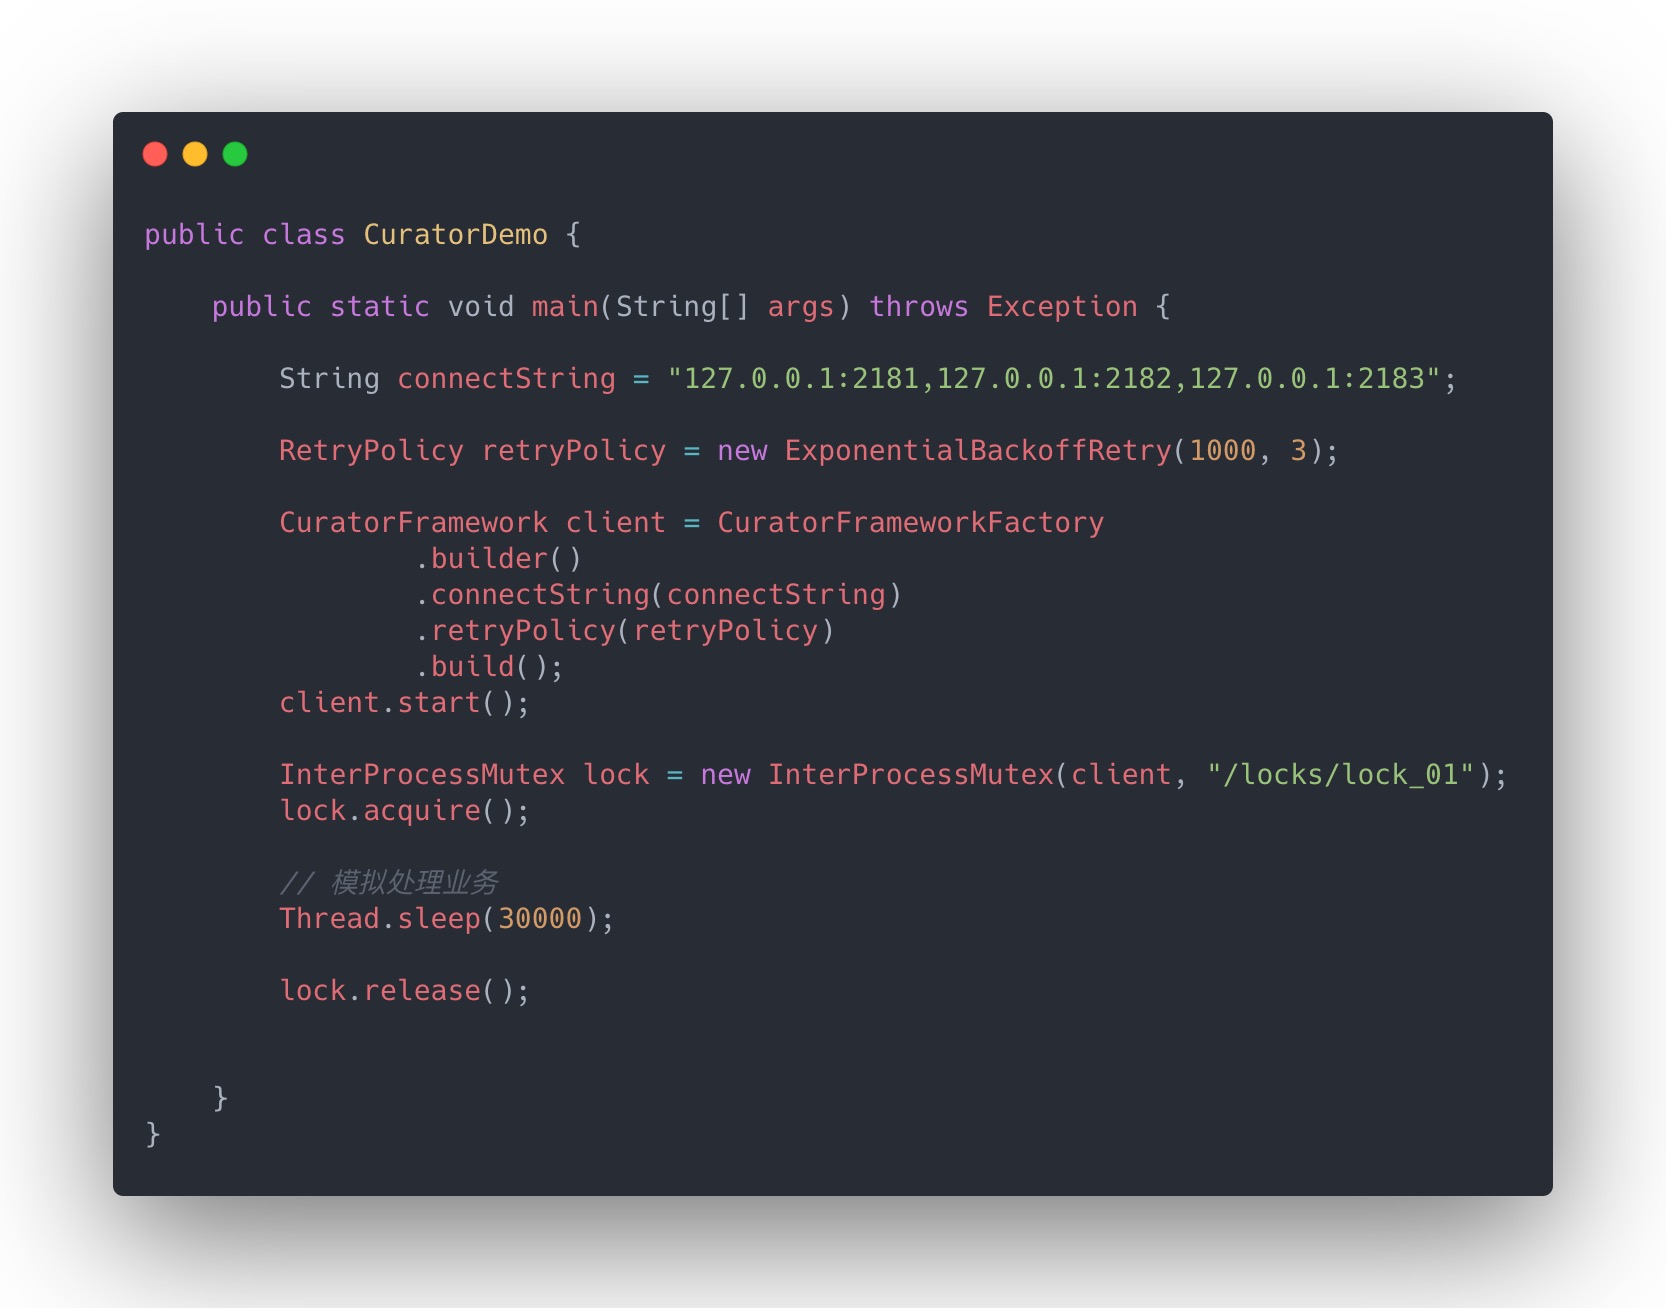 public class CuratorDemo {
public static void main(String[] args) throws Exception {
String connectString = "127.0.0.1:2181,127.0.0.1:2182,127.0.0.1:2183";
RetryPolicy retryPolicy = new ExponentialBackoffRetry(1000, 3);
CuratorFramework client = CuratorFrameworkFactory
.builder()
.connectString(connectString)
.retryPolicy(retryPolicy)
.build();
client.start();
InterProcessMutex lock = new InterProcessMutex(client, "/locks/lock_01");
lock.acquire();
// 模拟处理业务
Thread.sleep(30000);
lock.release();
}
}